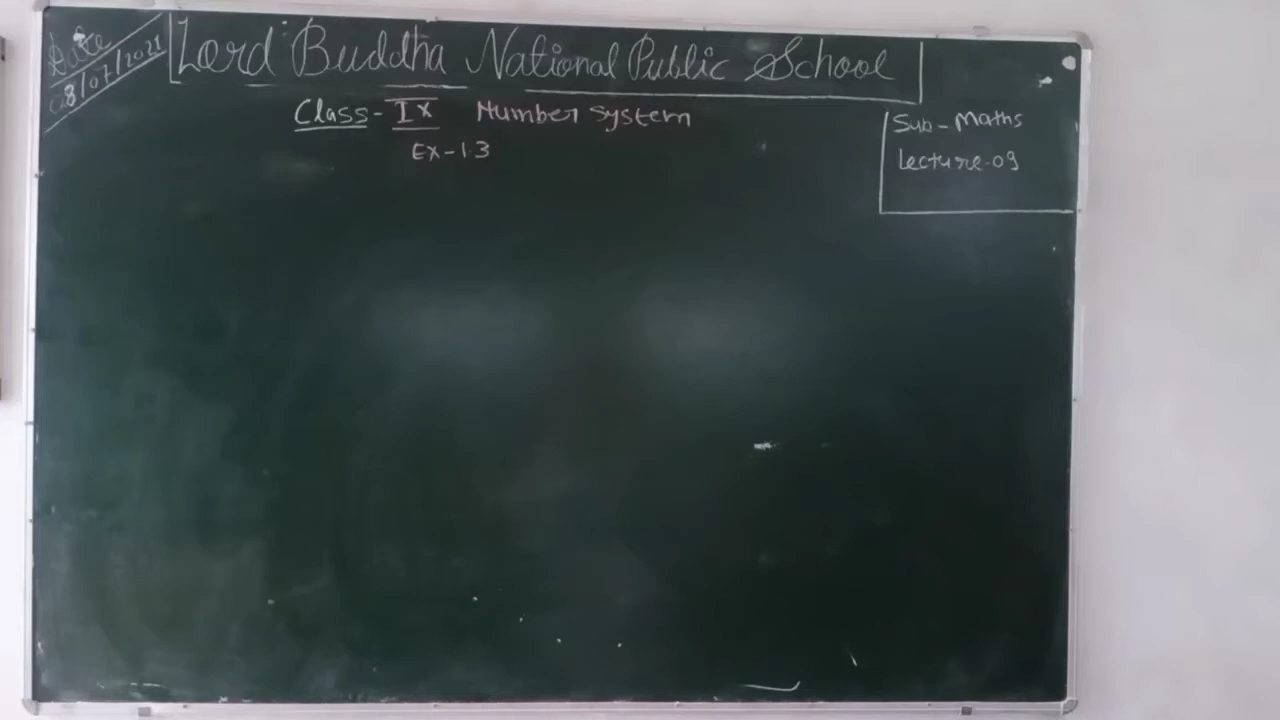 Date
08/07/2021
Lord Buddha National Public School
Class-IX Number System
Ex-1.3
Sub-Maths
Lecture-09